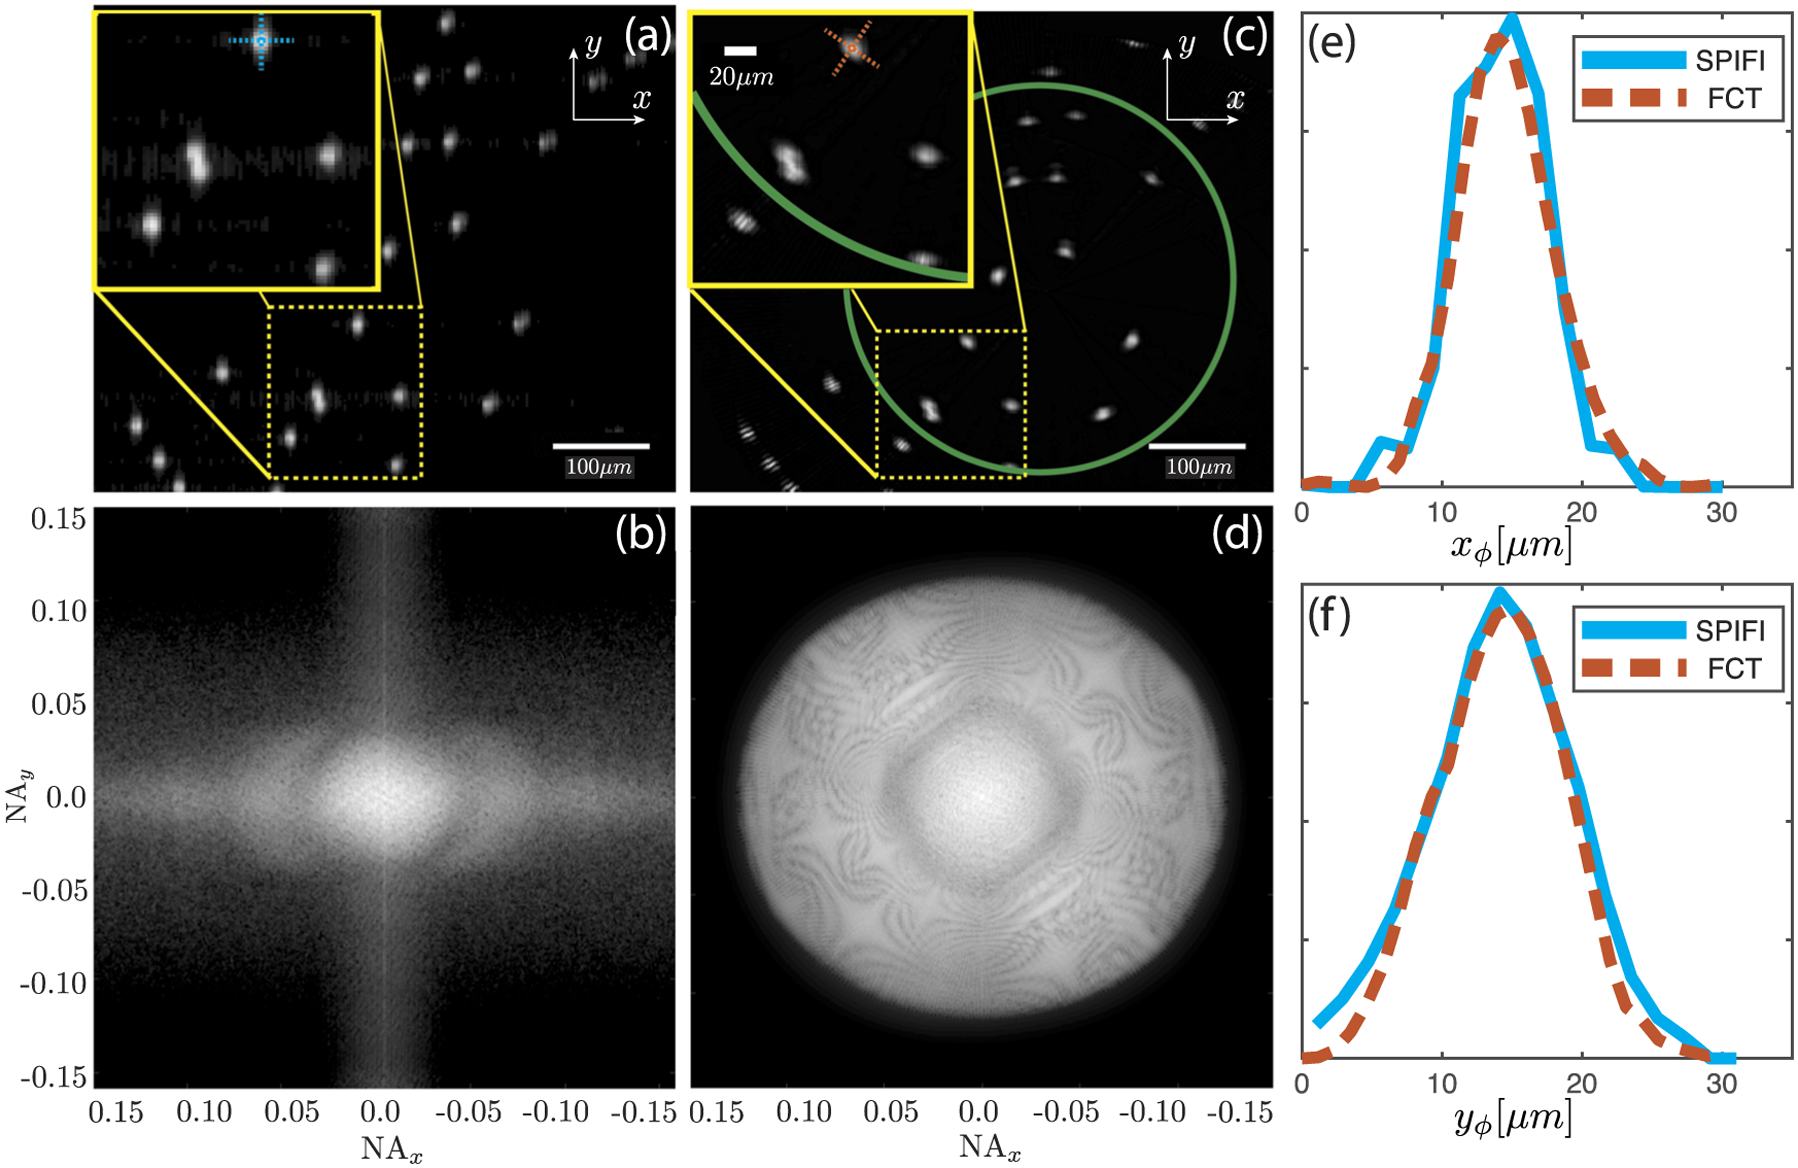 (a)
y
x
100μm
(c)
20μm
y
x
100μm
(e)
SPIFI
FCT
0 10 20 30
xϕ[μm]
(b)
0.15
0.10
0.05
0.0
-0.05
-0.10
-0.15
NAy
0.15 0.10 0.05 0.0 -0.05 -0.10 -0.15
NAx
(d)
0.15 0.10 0.05 0.0 -0.05 -0.10 -0.15
NAx
(f)
SPIFI
FCT
0 10 20 30
yϕ[μm]